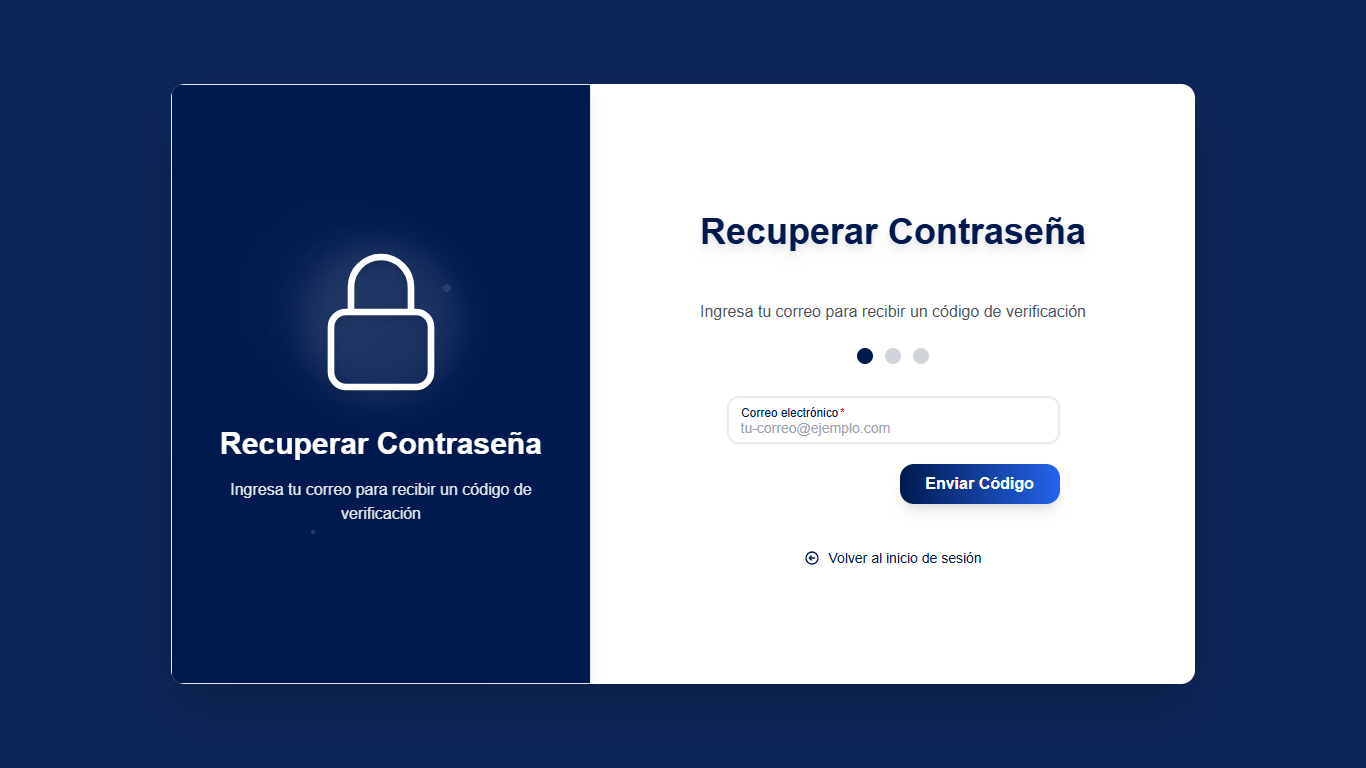 Recuperar Contraseña
Ingresa tu correo para recibir un código de
verificación
Recuperar Contraseña
Ingresa tu correo para recibir un código de verificación
Correo electrónico*
tu-correo@ejemplo.com
Enviar Código
Volver al inicio de sesión